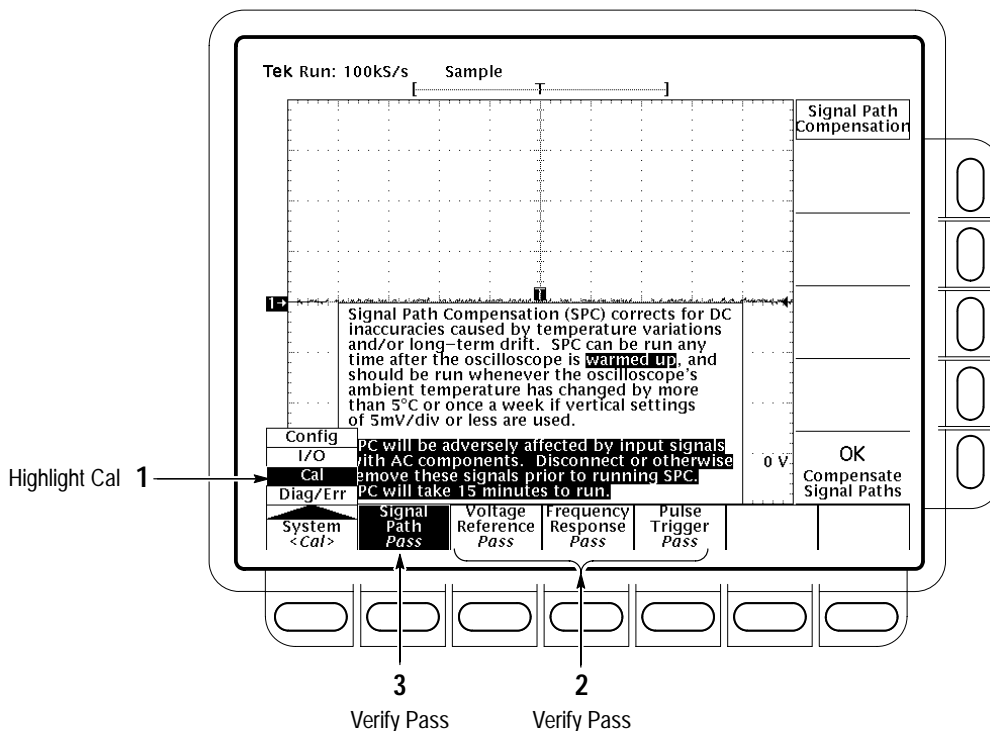 Tek Run: 100kS/s Sample
[ T ]
Signal Path
Compensation
T
1→
Signal Path Compensation (SPC) corrects for DC
inaccuracies caused by temperature variations
and/or long-term drift. SPC can be run any
time after the oscilloscope is warmed up, and
should be run whenever the oscilloscope's
ambient temperature has changed by more
than 5°C or once a week if vertical settings
of 5mV/div or less are used.
PC will be adversely affected by input signals
ith AC components. Disconnect or otherwise
emove these signals prior to running SPC.
PC will take 15 minutes to run.
0 V
OK
Compensate
Signal Paths
Config
I/O
Cal
Diag/Err
Highlight Cal 1
System
<Cal>
Signal
Path
Pass
Voltage
Reference
Pass
Frequency
Response
Pass
Pulse
Trigger
Pass
3
Verify Pass
2
Verify Pass